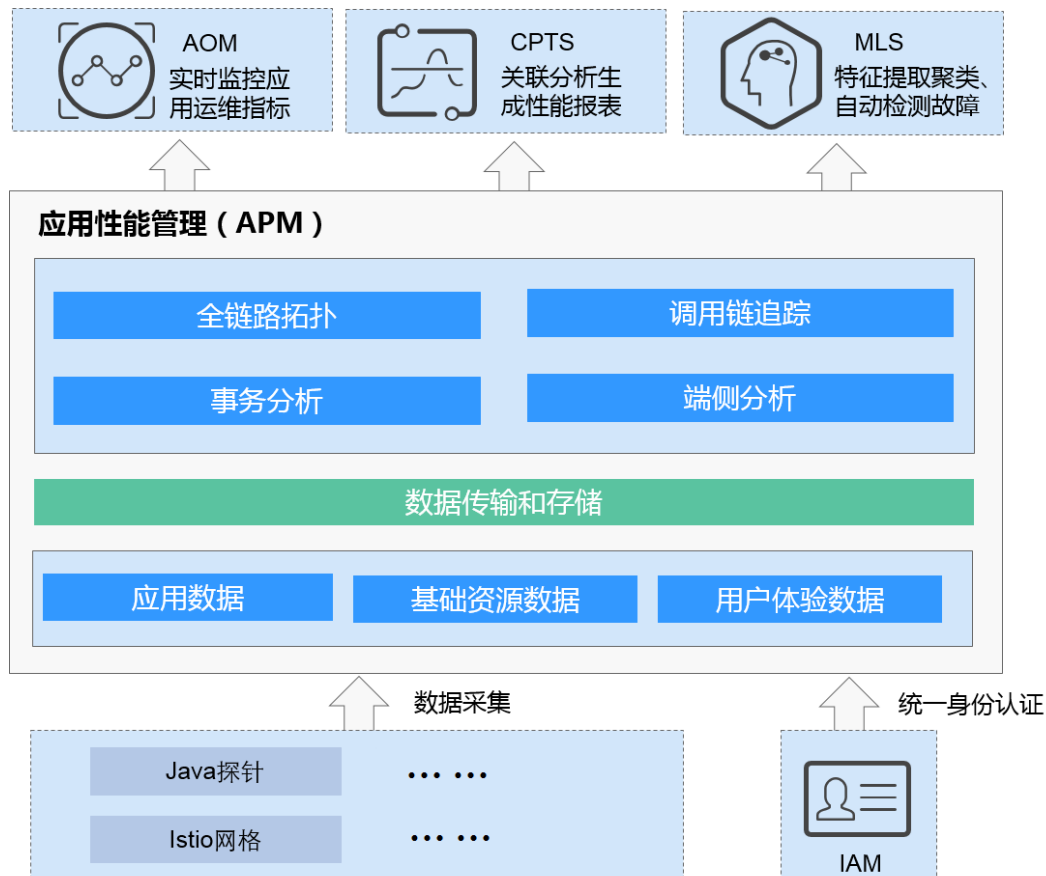 AOM
实时监控应
用运维指标
CPTS
关联分析生
成性能报表
MLS
特征提取聚类、
自动检测故障
应用性能管理（APM）
全链路拓扑
调用链追踪
事务分析
端侧分析
数据传输和存储
应用数据
基础资源数据
用户体验数据
数据采集
统一身份认证
Java探针
... ...
Istio网格
... ...
IAM